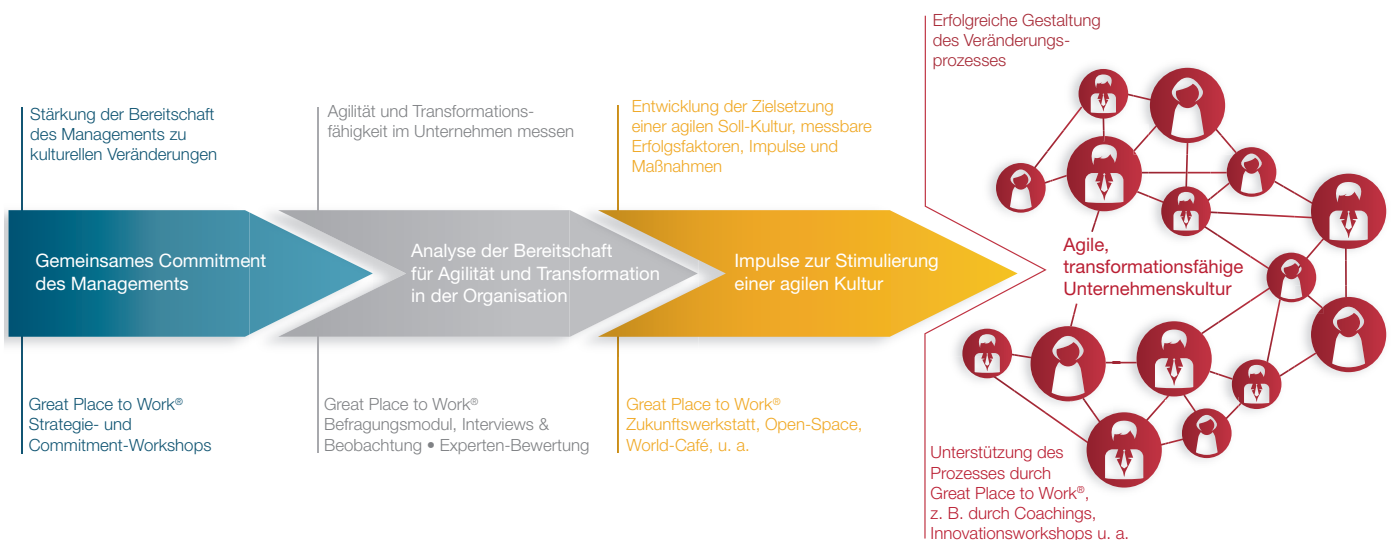 Stärkung der Bereitschaft
des Managements zu
kulturellen Veränderungen
Gemeinsames Commitment
des Managements
Great Place to Work®
Strategie- und
Commitment-Workshops
Agilität und Transformations-
fähigkeit im Unternehmen messen
Analyse der Bereitschaft
für Agilität und Transformation
in der Organisation
Great Place to Work®
Befragungsmodul, Interviews &
Beobachtung • Experten-Bewertung
Entwicklung der Zielsetzung
einer agilen Soll-Kultur, messbare
Erfolgsfaktoren, Impulse und
Maßnahmen
Impulse zur Stimulierung
einer agilen Kultur
Great Place to Work®
Zukunftswerkstatt, Open-Space,
World-Café, u. a.
Erfolgreiche Gestaltung
des Veränderungs-
prozesses
Agile,
transformationsfähige
Unternehmenskultur
Unterstützung des
Prozesses durch
Great Place to Work®,
z. B. durch Coachings,
Innovationsworkshops u. a.